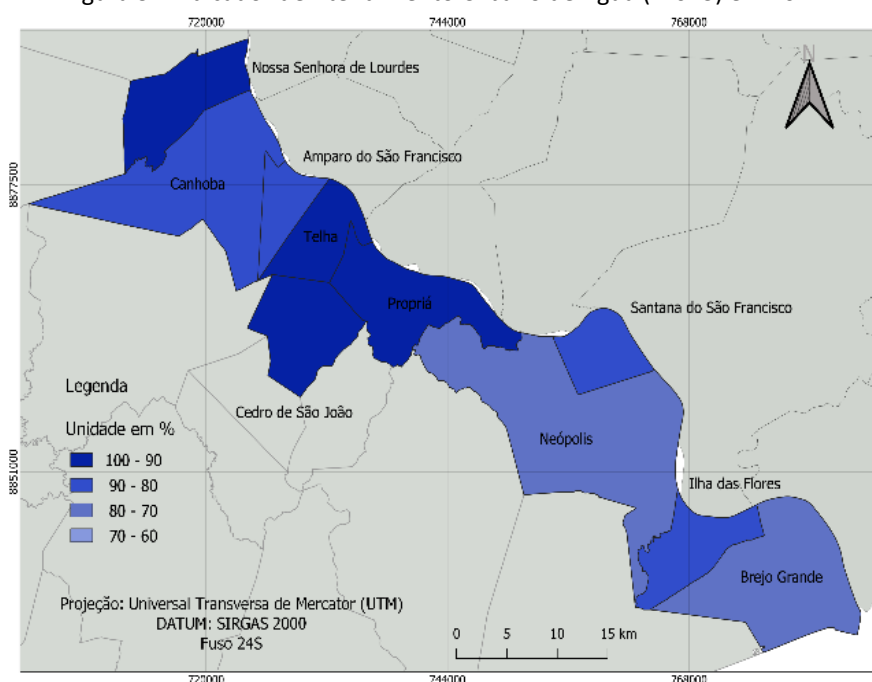 720000
744000
768000
N
Nossa Senhora de Lourdes
Amparo do São Francisco
8877500
8877500
Canhoba
Telha
Propriá
Santana do São Francisco
Legenda
Cedro de São João
Unidade em %
Neópolis
100 - 90
90 - 80
80 - 70
70 - 60
8851000
8851000
Ilha das Flores
Brejo Grande
Projeção: Universal Transversa de Mercator (UTM)
DATUM: SIRGAS 2000
Fuso 24S
0 5 10 15 km
720000
744000
768000